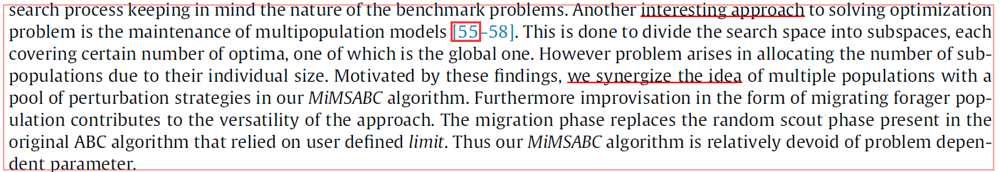 search process keeping in mind the nature of the benchmark problems. Another interesting approach to solving optimization
problem is the maintenance of multipopulation models [55–58]. This is done to divide the search space into subspaces, each
covering certain number of optima, one of which is the global one. However problem arises in allocating the number of sub-
populations due to their individual size. Motivated by these findings, we synergize the idea of multiple populations with a
pool of perturbation strategies in our MiMSABC algorithm. Furthermore improvisation in the form of migrating forager pop-
ulation contributes to the versatility of the approach. The migration phase replaces the random scout phase present in the
original ABC algorithm that relied on user defined limit. Thus our MiMSABC algorithm is relatively devoid of problem depen-
dent parameter.